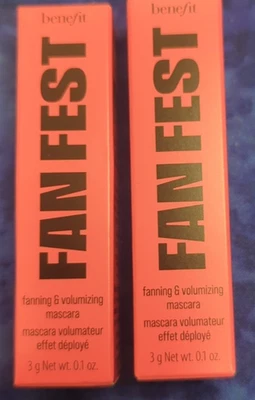 benefit
FAN FEST
fanning & volumizing
mascara
mascara volumateur
effet déployé
3 g Net wt. 0.1 oz.
benefit
FAN FEST
fanning & volumizing
mascara
mascara volumateur
effet déployé
3 g Net wt. 0.1 oz.